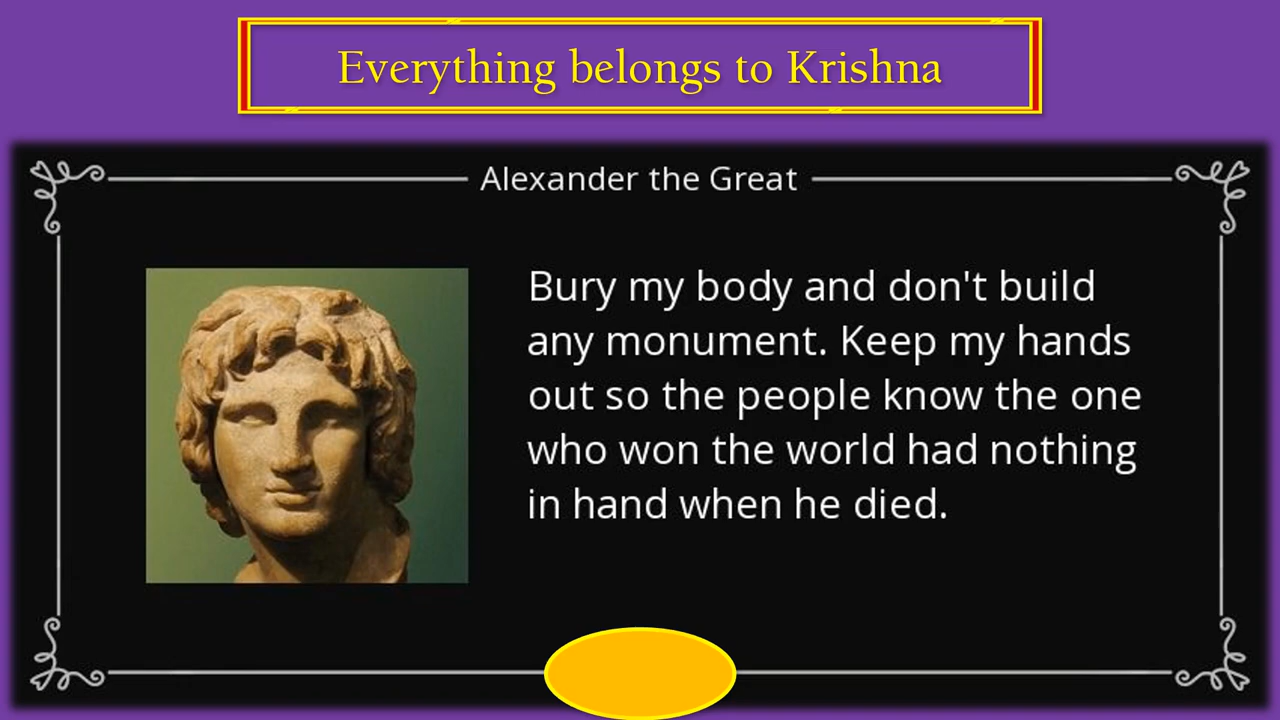 Everything belongs to Krishna
Alexander the Great
Bury my body and don't build
any monument. Keep my hands
out so the people know the one
who won the world had nothing
in hand when he died.